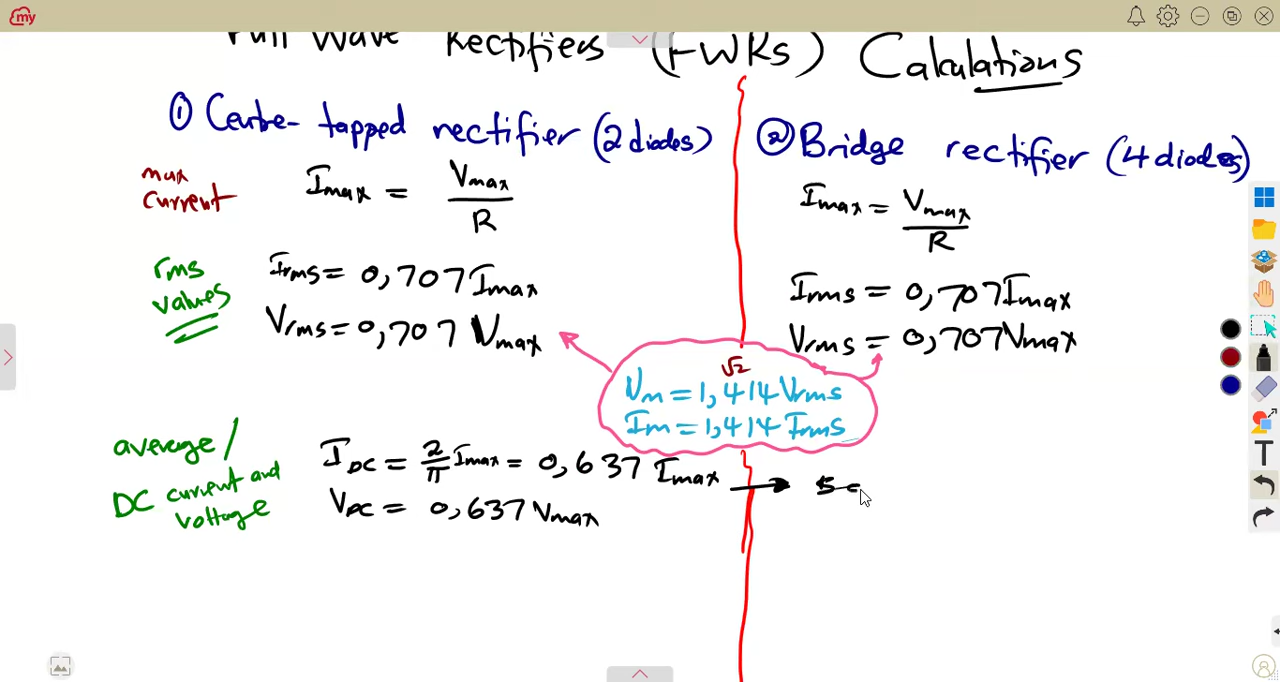 my
Full Wave Rectifiers (FWRs) Calculations
① Centre-tapped rectifier (2 diodes)
max current
Imax = Vmax / R
rms values
Irms = 0,707 Imax
Vrms = 0,707 Vmax
② Bridge rectifier (4 diodes)
Imax = Vmax / R
Irms = 0,707 Imax
Vrms = 0,707 Vmax
√2
Vm = 1,414 Vrms
Im = 1,414 Irms
average/
DC current and voltage
IDC = 2/π Imax = 0,637 Imax →
VDC = 0,637 Vmax
T